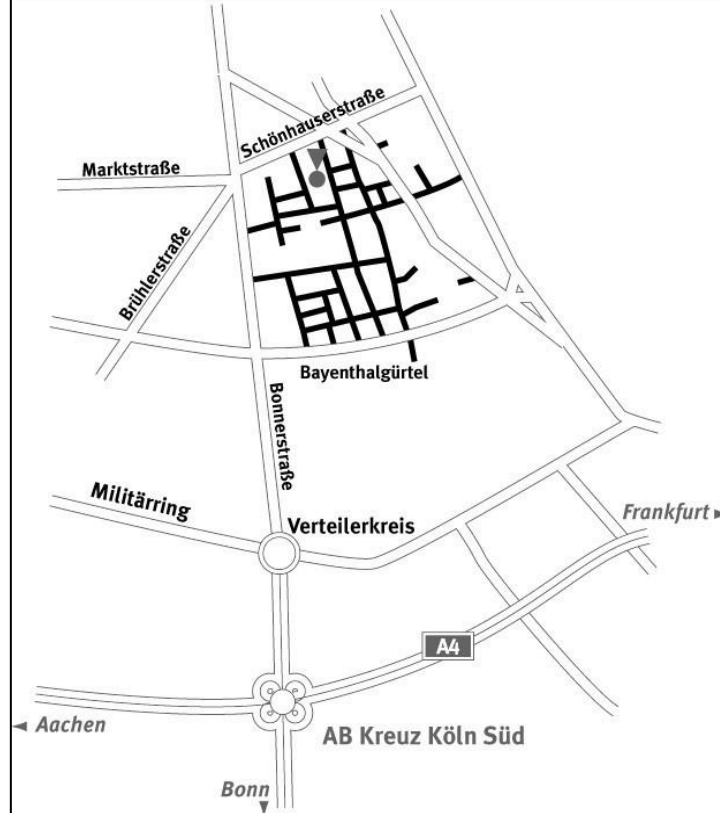 Schönhauserstraße
Marktstraße
Brühlerstraße
Bayenthalgürtel
Bonnerstraße
Militärring
Verteilerkreis
Frankfurt
A4
Aachen
AB Kreuz Köln Süd
Bonn